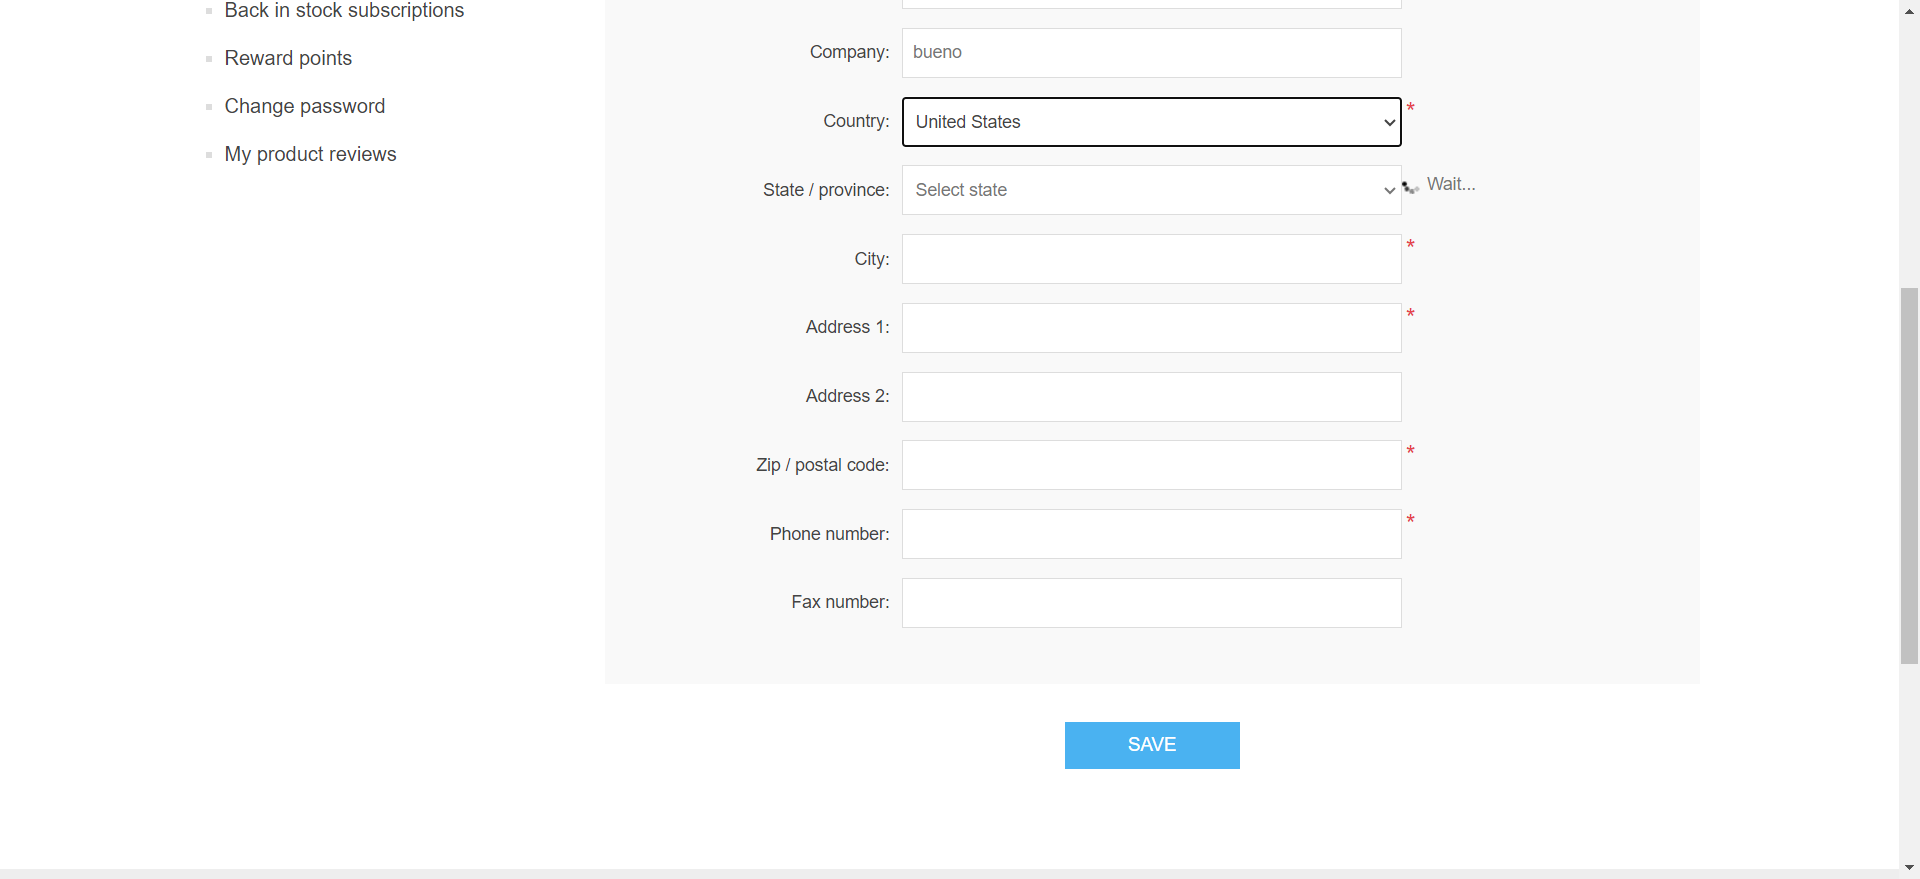 Back in stock subscriptions
Reward points
Change password
My product reviews
Company: bueno
Country: United States *
State / province: Select state Wait...
City: *
Address 1: *
Address 2:
Zip / postal code: *
Phone number: *
Fax number:
SAVE